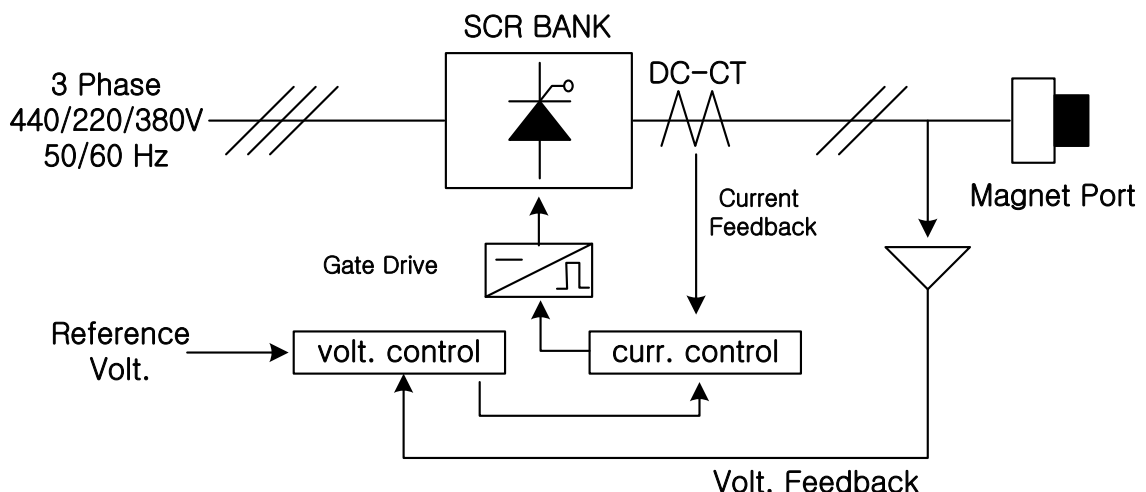 SCR BANK
3 Phase
440/220/380V
50/60 Hz
DC-CT
Magnet Port
Current
Feedback
Gate Drive
Reference
Volt.
volt. control
curr. control
Volt. Feedback